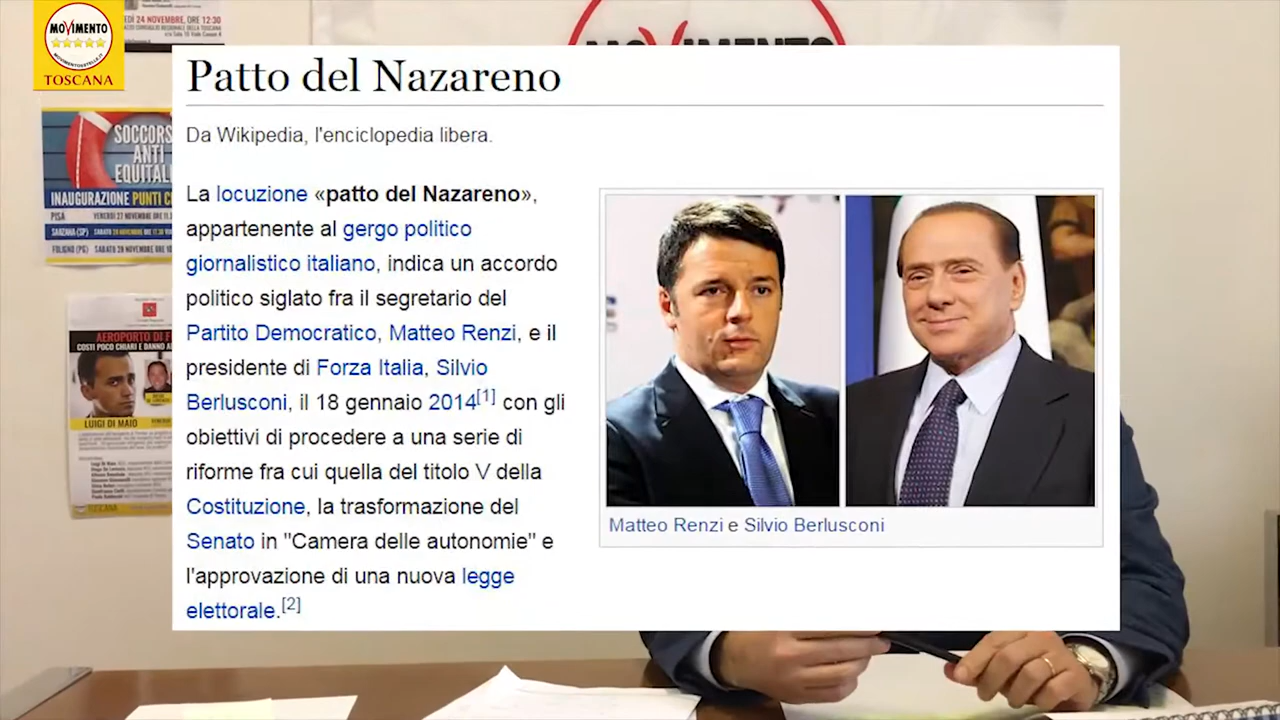 MOVIMENTO
MOVIMENTO5STELLE.IT
TOSCANA
24 NOVEMBRE, ORE 12:30
MOVIMENTO
SOCCORS
ANTI
EQUITAL
INAUGURAZIONE PUNTI
PISA
SARZANA (SP)
FOLIGNO (PG)
AEROPORTO DI F
COSTI POCO CHIARI E DANNO
LUIGI DI MAIO
Patto del Nazareno
Da Wikipedia, l'enciclopedia libera.
La locuzione «patto del Nazareno»,
appartenente al gergo politico
giornalistico italiano, indica un accordo
politico siglato fra il segretario del
Partito Democratico, Matteo Renzi, e il
presidente di Forza Italia, Silvio
Berlusconi, il 18 gennaio 2014[1] con gli
obiettivi di procedere a una serie di
riforme fra cui quella del titolo V della
Costituzione, la trasformazione del
Senato in "Camera delle autonomie" e
l'approvazione di una nuova legge
elettorale.[2]
Matteo Renzi e Silvio Berlusconi